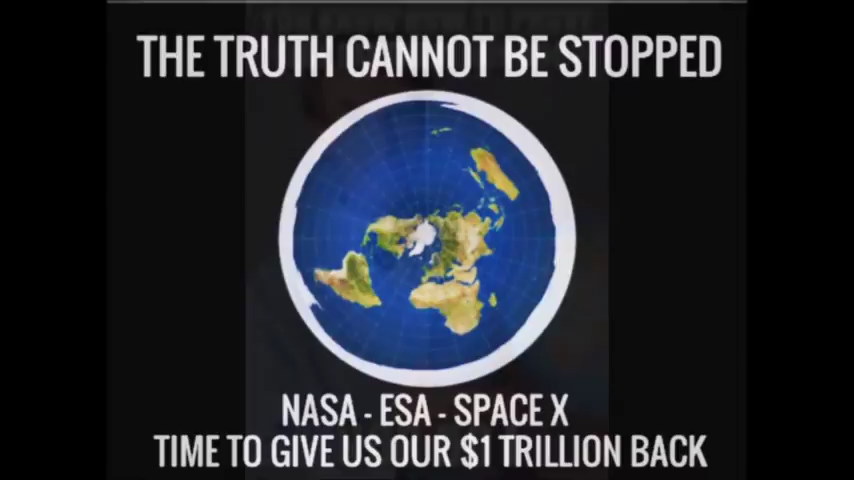 THE TRUTH CANNOT BE STOPPED
NASA - ESA - SPACE X
TIME TO GIVE US OUR $1 TRILLION BACK